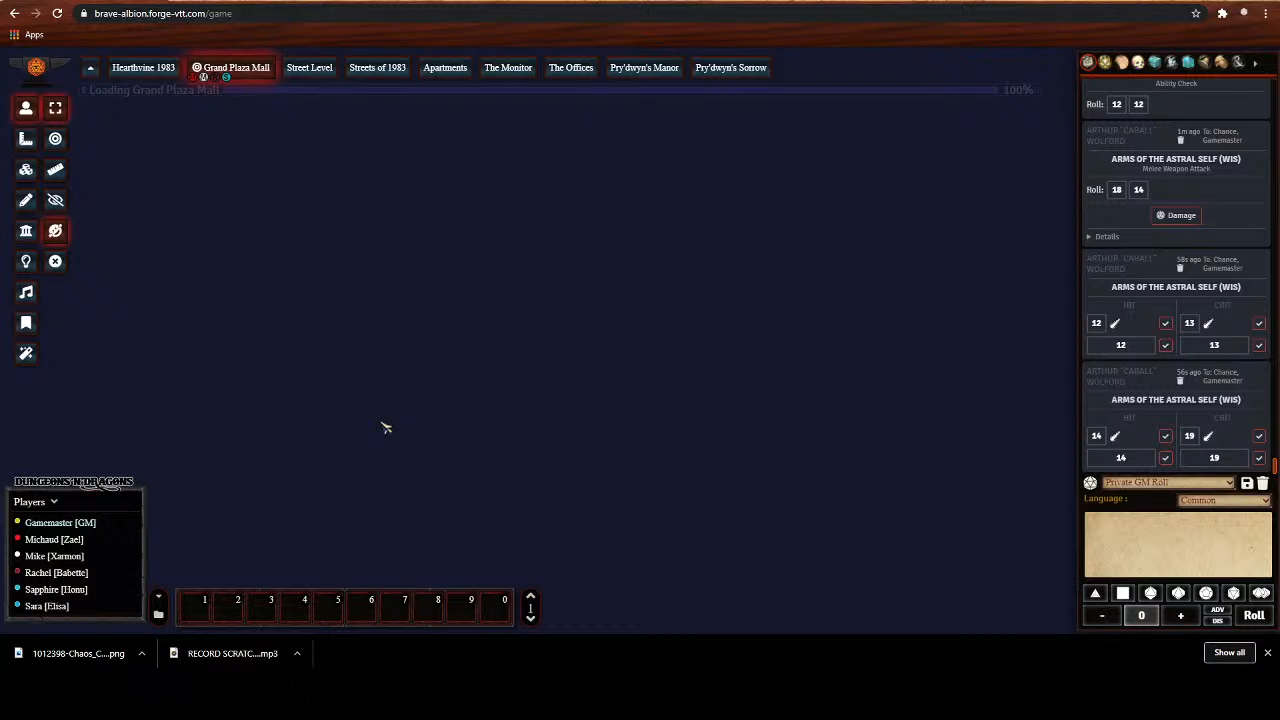 brave-albion.forge-vtt.com/game
Apps
Hearthvine 1983
Grand Plaza Mall
Street Level
Streets of 1983
Apartments
The Monitor
The Offices
Pry'dwyn's Manor
Pry'dwyn's Sorrow
M S
Loading Grand Plaza Mall
100%
Ability Check
Roll: 12 12
ARTHUR "CABALL" WOLFORD
1m ago To: Chance, Gamemaster
ARMS OF THE ASTRAL SELF (WIS)
Melee Weapon Attack
Roll: 18 14
Damage
Details
ARTHUR "CABALL" WOLFORD
58s ago To: Chance, Gamemaster
ARMS OF THE ASTRAL SELF (WIS)
HIT CRIT
12 13
12 13
ARTHUR "CABALL" WOLFORD
56s ago To: Chance, Gamemaster
ARMS OF THE ASTRAL SELF (WIS)
HIT CRIT
14 19
14 19
Private GM Roll
Language : Common
- 0 + ADV DIS Roll
DUNGEONS N DRAGONS
Players
Gamemaster [GM]
Michaud [Zael]
Mike [Xarmon]
Rachel [Babette]
Sapphire [Honu]
Sara [Elisa]
1 2 3 4 5 6 7 8 9 0
1
1012398-Chaos_C....png
RECORD SCRATC....mp3
Show all